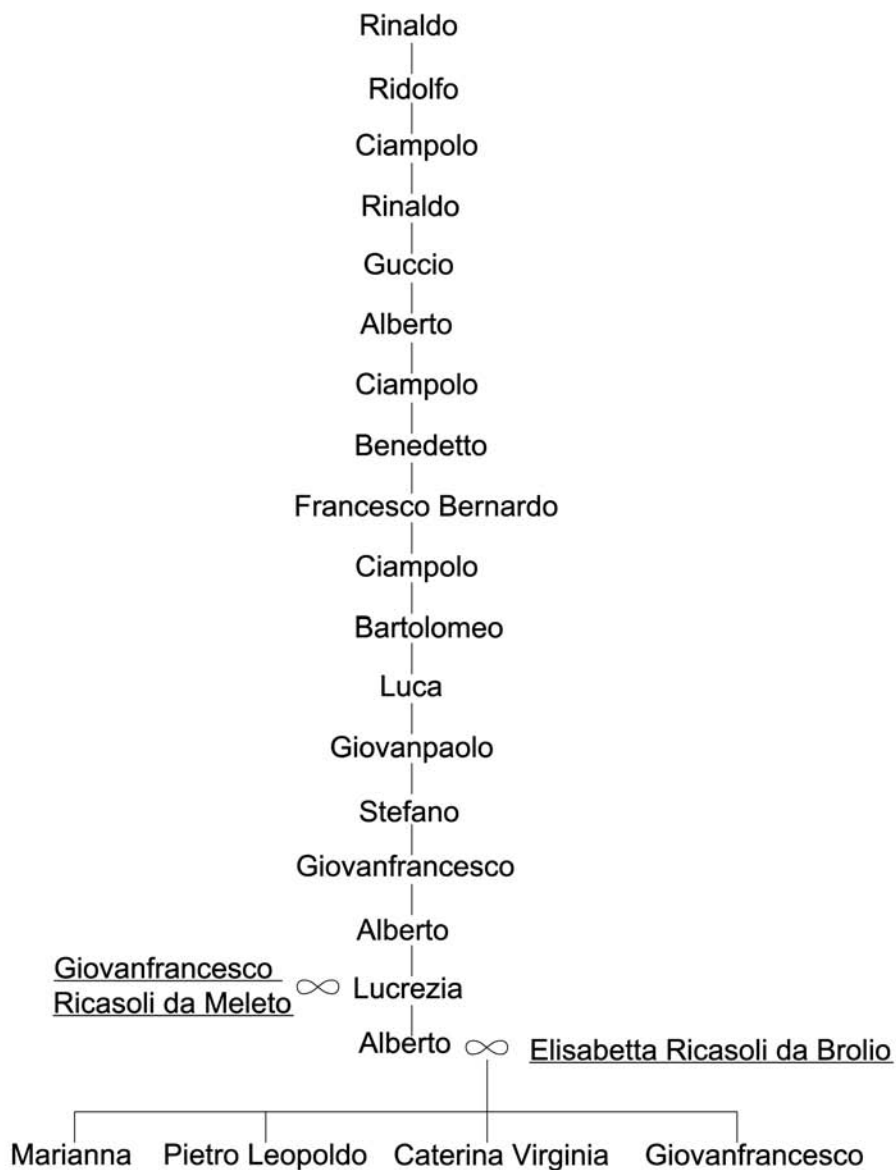 Rinaldo
Ridolfo
Ciampolo
Rinaldo
Guccio
Alberto
Ciampolo
Benedetto
Francesco Bernardo
Ciampolo
Bartolomeo
Luca
Giovanpaolo
Stefano
Giovanfrancesco
Alberto
Giovanfrancesco
Ricasoli da Meleto
Lucrezia
Alberto
Elisabetta Ricasoli da Brolio
Marianna
Pietro Leopoldo
Caterina Virginia
Giovanfrancesco